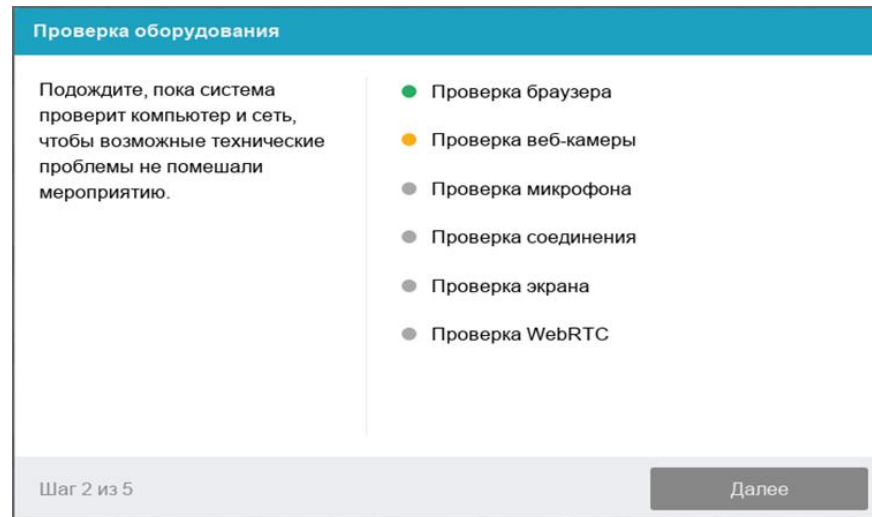 Проверка оборудования
Подождите, пока система
проверит компьютер и сеть,
чтобы возможные технические
проблемы не помешали
мероприятию.
Проверка браузера
Проверка веб-камеры
Проверка микрофона
Проверка соединения
Проверка экрана
Проверка WebRTC
Шаг 2 из 5
Далее